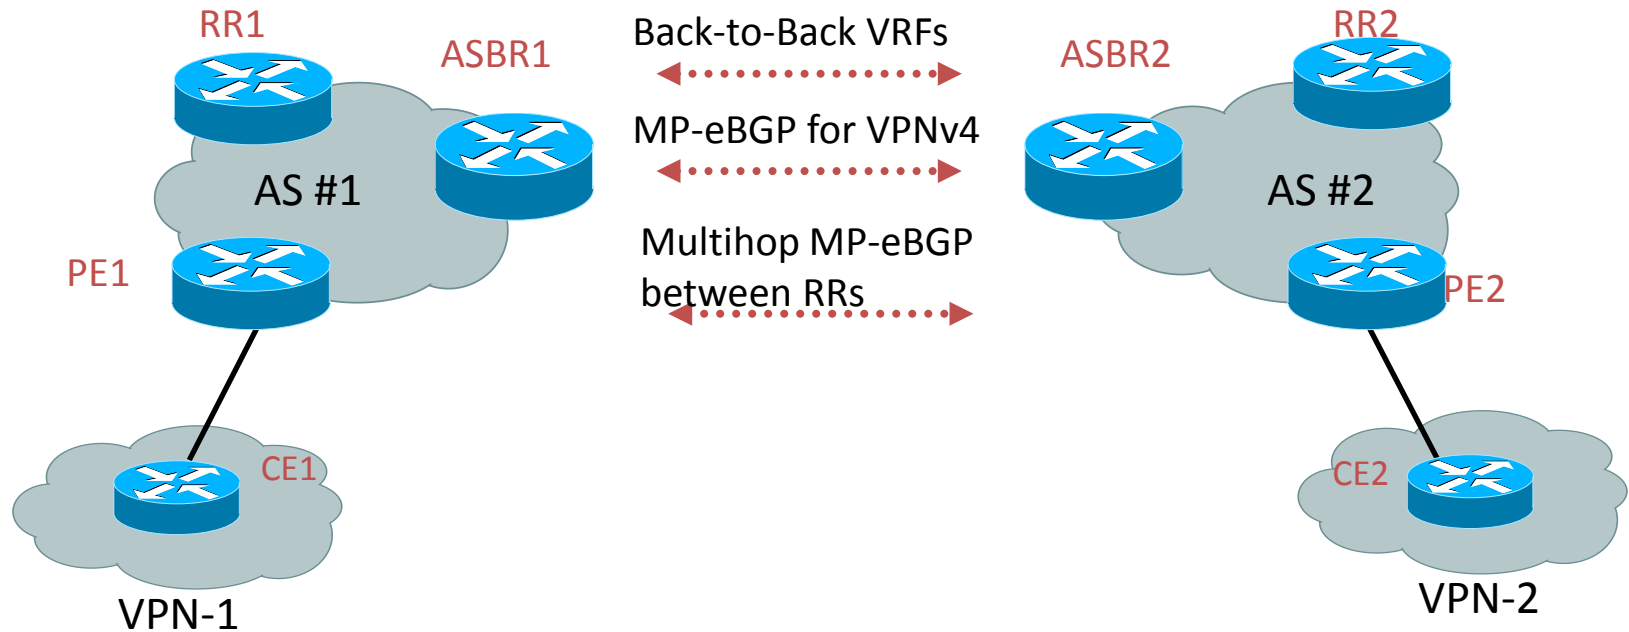 RR1
ASBR1
Back-to-Back VRFs
ASBR2
RR2
MP-eBGP for VPNv4
AS #1
AS #2
PE1
Multihop MP-eBGP
between RRs
PE2
CE1
CE2
VPN-1
VPN-2